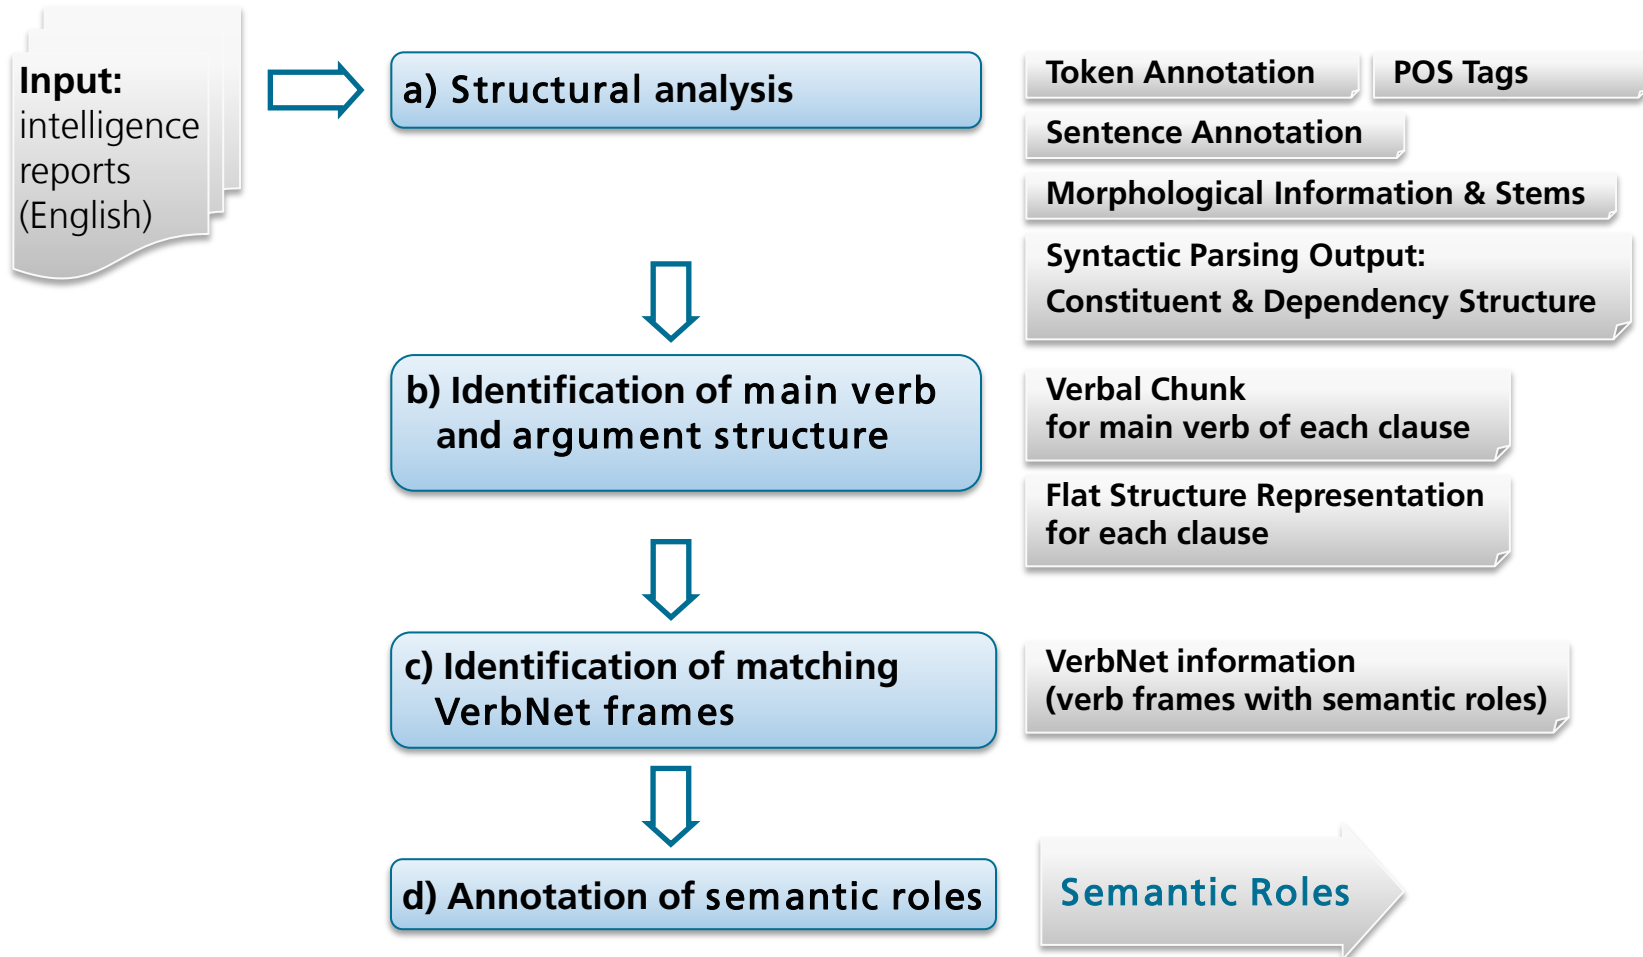 Input:
intelligence
reports
(English)
a) Structural analysis
Token Annotation
POS Tags
Sentence Annotation
Morphological Information & Stems
Syntactic Parsing Output:
Constituent & Dependency Structure
b) Identification of main verb
and argument structure
Verbal Chunk
for main verb of each clause
Flat Structure Representation
for each clause
c) Identification of matching
VerbNet frames
VerbNet information
(verb frames with semantic roles)
d) Annotation of semantic roles
Semantic Roles